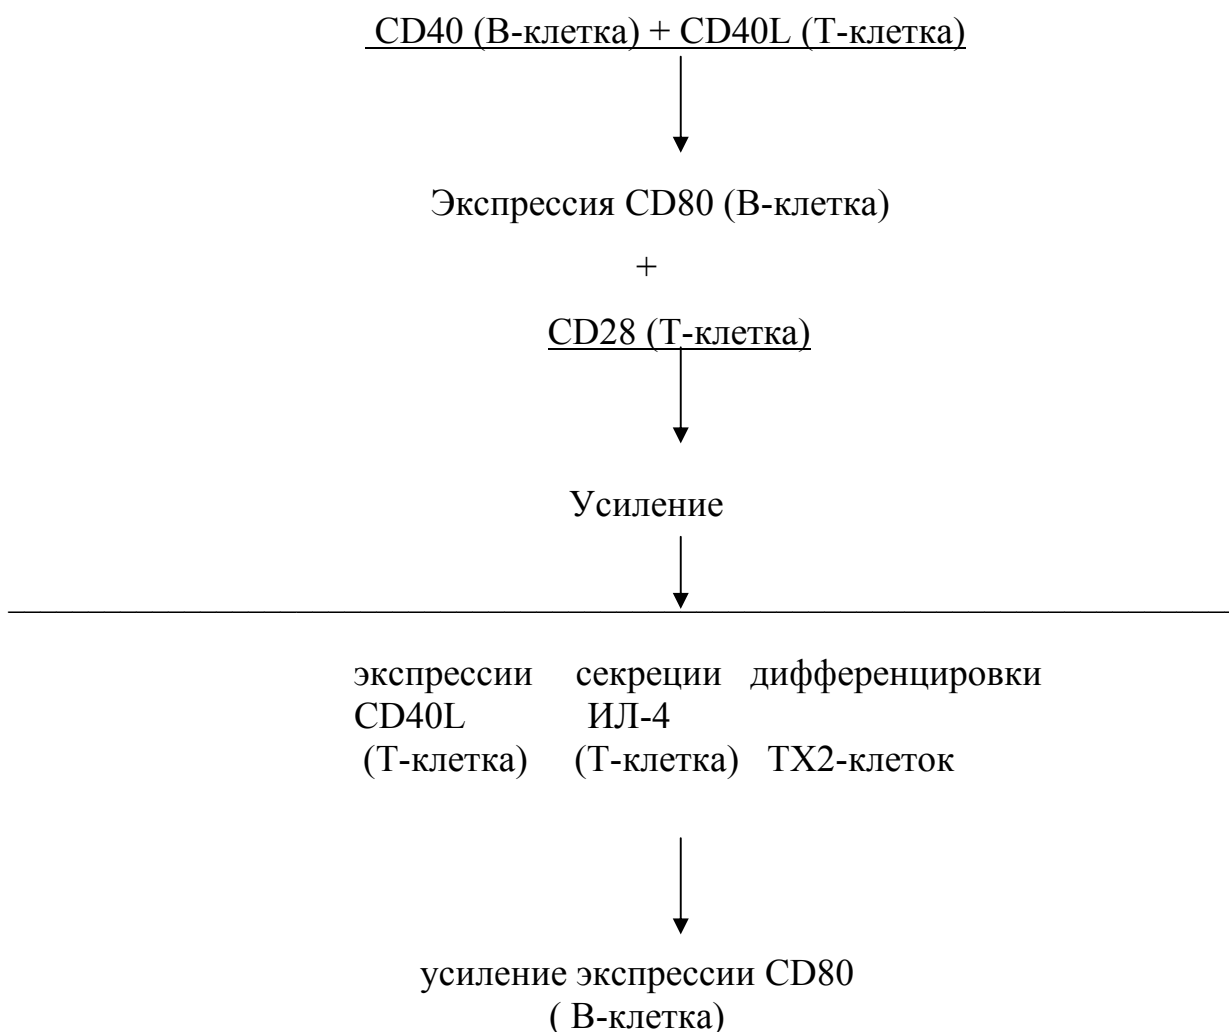 CD40 (В-клетка) + CD40L (Т-клетка)
Экспрессия CD80 (В-клетка)
+
CD28 (Т-клетка)
Усиление
экспрессии секреции дифференцировки
CD40L ИЛ-4
(Т-клетка) (Т-клетка) ТХ2-клеток
усиление экспрессии CD80
( В-клетка)